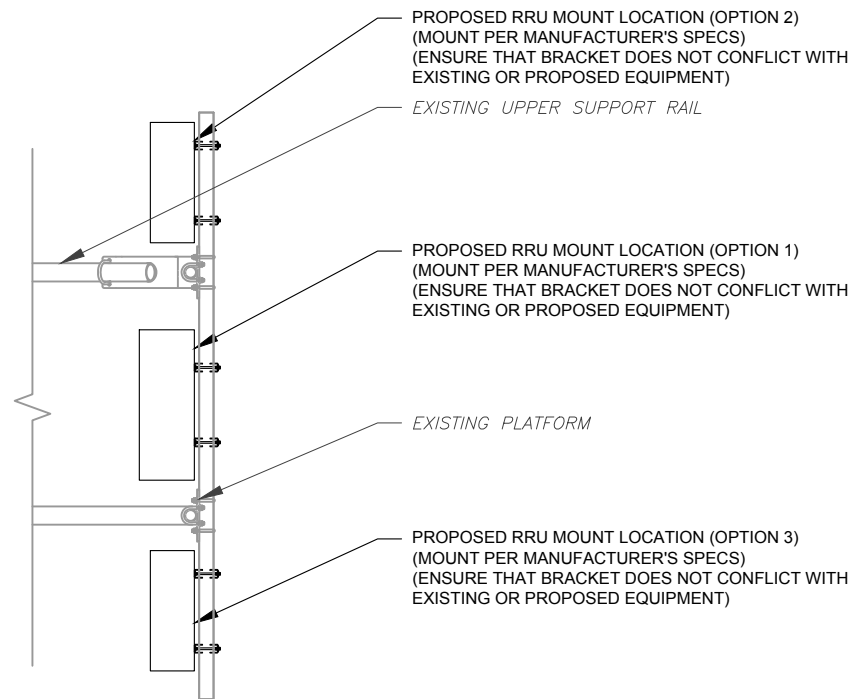 PROPOSED RRU MOUNT LOCATION (OPTION 2)
(MOUNT PER MANUFACTURER'S SPECS)
(ENSURE THAT BRACKET DOES NOT CONFLICT WITH
EXISTING OR PROPOSED EQUIPMENT)
EXISTING UPPER SUPPORT RAIL
PROPOSED RRU MOUNT LOCATION (OPTION 1)
(MOUNT PER MANUFACTURER'S SPECS)
(ENSURE THAT BRACKET DOES NOT CONFLICT WITH
EXISTING OR PROPOSED EQUIPMENT)
EXISTING PLATFORM
PROPOSED RRU MOUNT LOCATION (OPTION 3)
(MOUNT PER MANUFACTURER'S SPECS)
(ENSURE THAT BRACKET DOES NOT CONFLICT WITH
EXISTING OR PROPOSED EQUIPMENT)